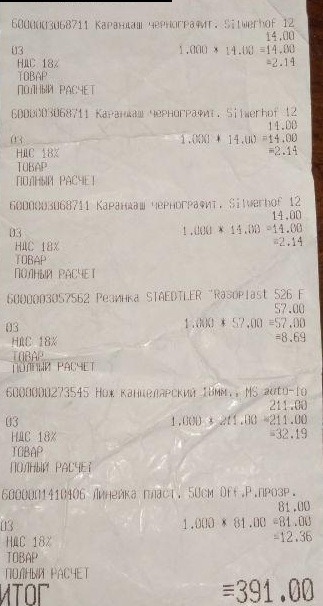 6000003068711 Карандаш чернографит. Silwerhof 12
14.00
03 1.000 * 14.00 =14.00
НДС 18% =2.14
ТОВАР
ПОЛНЫЙ РАСЧЕТ
6000003068711 Карандаш чернографит. Silwerhof 12
14.00
03 1.000 * 14.00 =14.00
НДС 18% =2.14
ТОВАР
ПОЛНЫЙ РАСЧЕТ
6000003068711 Карандаш чернографит. Silwerhof 12
14.00
03 1.000 * 14.00 =14.00
НДС 18% =2.14
ТОВАР
ПОЛНЫЙ РАСЧЕТ
6000003057562 Резинка STAEDTLER "Rasoplast 526 F
57.00
03 1.000 * 57.00 =57.00
НДС 18% =8.69
ТОВАР
ПОЛНЫЙ РАСЧЕТ
6000000273545 Нож канцелярский 18мм., MS auto-lo
211.00
03 1.000 * 211.00 =211.00
НДС 18% =32.19
ТОВАР
ПОЛНЫЙ РАСЧЕТ
6000001410406 Линейка пласт. 50см Off.Р.прозр.
81.00
03 1.000 * 81.00 =81.00
НДС 18% =12.36
ТОВАР
ПОЛНЫЙ РАСЧЕТ
ИТОГ =391.00